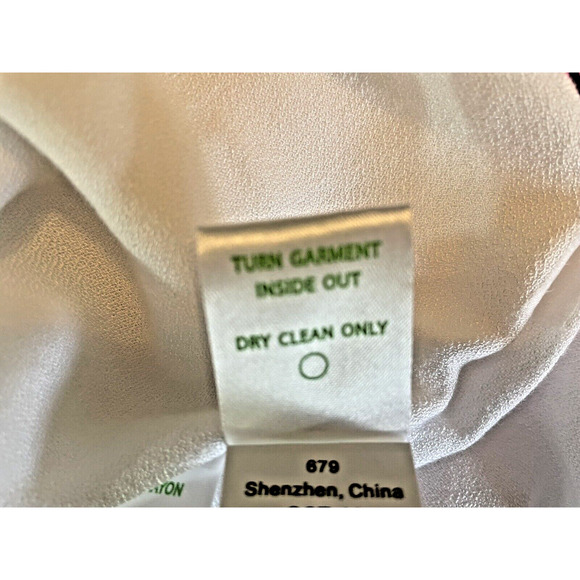 TURN GARMENT
INSIDE OUT
DRY CLEAN ONLY
679
Shenzhen, China